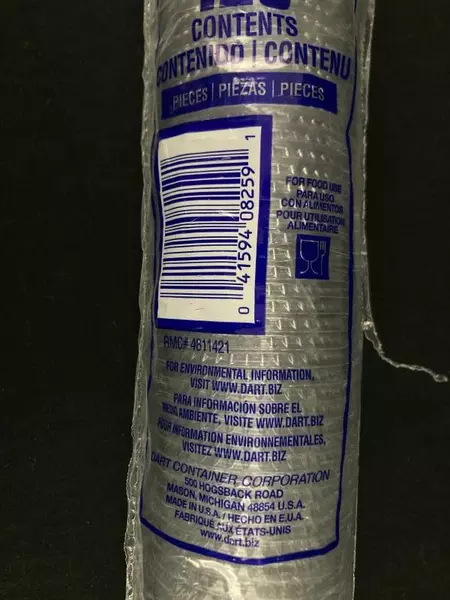 CONTENTS
CONTENIDO | CONTENU
PIECES | PIEZAS | PIECES
0 41594 08259 1
FOR FOOD USE
PARA USO
CON ALIMENTOS
POUR UTILISATION
ALIMENTAIRE
RMC# 4811421
FOR ENVIRONMENTAL INFORMATION,
VISIT WWW.DART.BIZ
PARA INFORMACIÓN SOBRE EL
MEDIO AMBIENTE, VISITE WWW.DART.BIZ
POUR INFORMATION ENVIRONNEMENTALES,
VISITEZ WWW.DART.BIZ
DART CONTAINER CORPORATION
500 HOGSBACK ROAD
MASON, MICHIGAN 48854 U.S.A.
MADE IN U.S.A. / HECHO EN E.U.A.
FABRIQUÉ AUX ÉTATS-UNIS
www.dart.biz